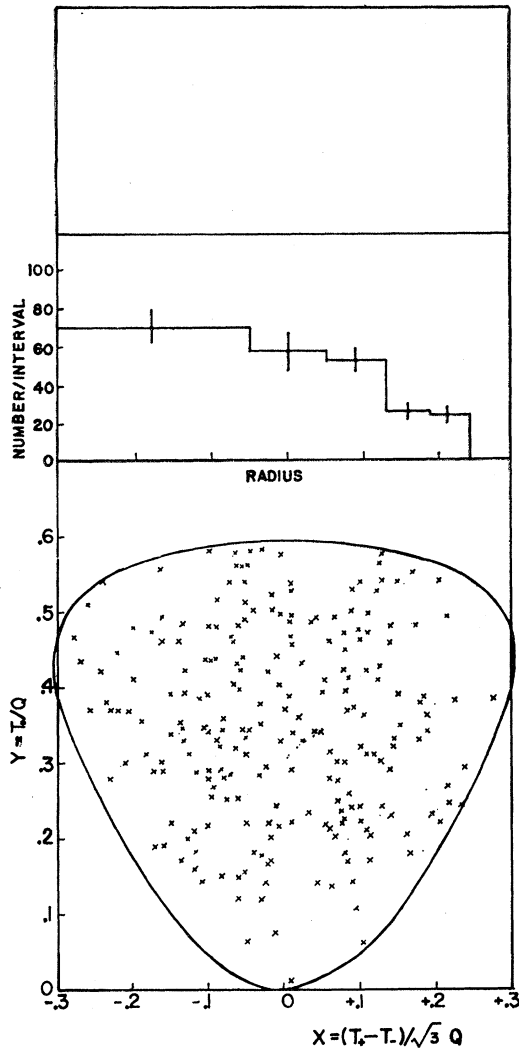 100
80
60
40
20
0
NUMBER/INTERVAL
RADIUS
.6
.5
.4
.3
.2
.1
0
Y=T₀/Q
-.3 -.2 -.1 0 +.1 +.2 +.3
X=(T₊-T₋)/√3 Q